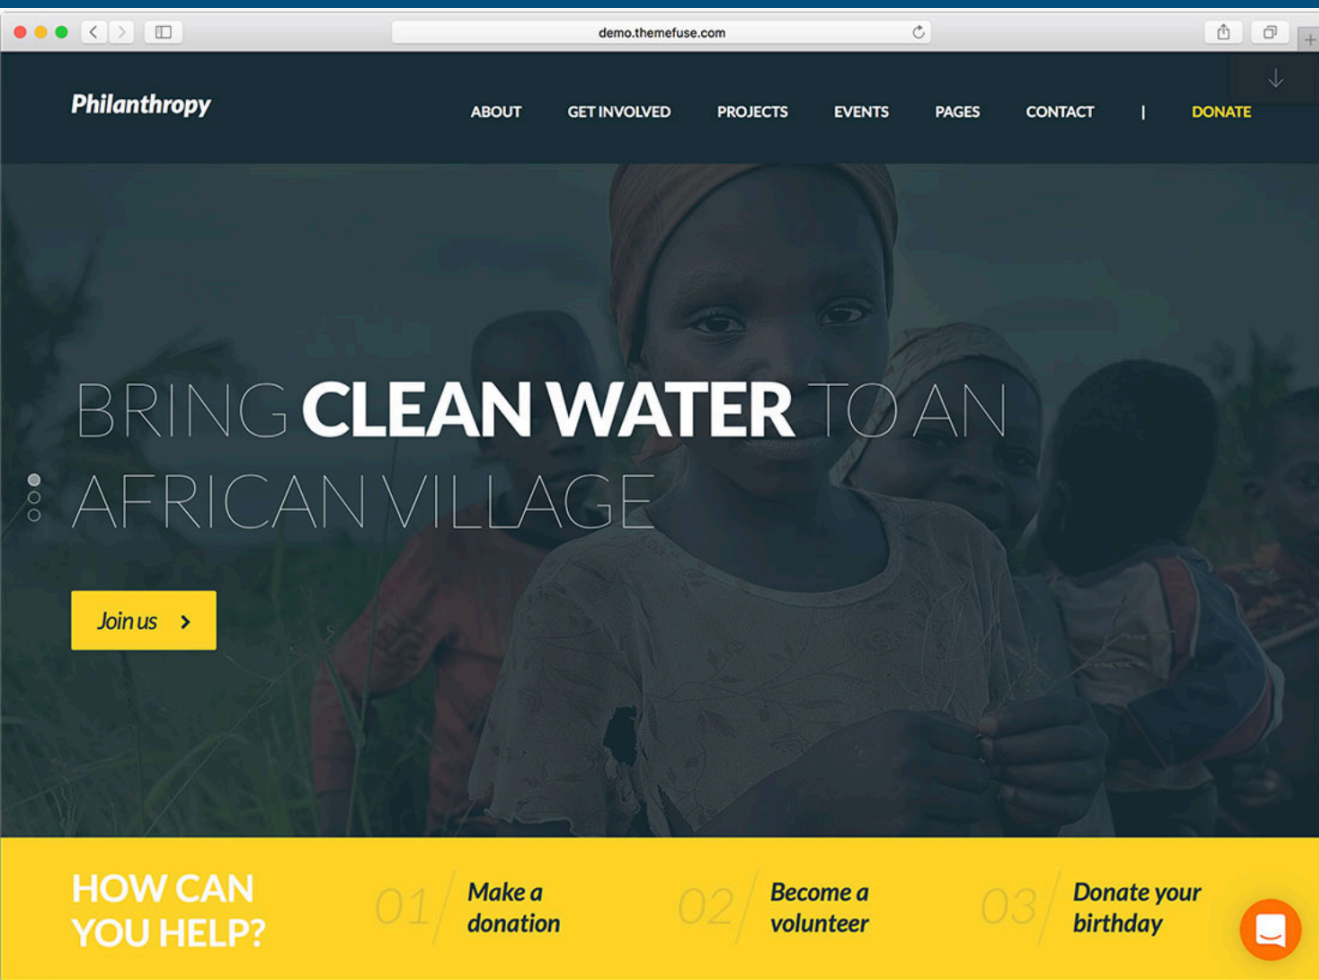 demo.themefuse.com
Philanthropy
ABOUT GET INVOLVED PROJECTS EVENTS PAGES CONTACT | DONATE
BRING CLEAN WATER TO AN
AFRICAN VILLAGE
Join us
HOW CAN
YOU HELP?
01/ Make a
donation
02/ Become a
volunteer
03/ Donate your
birthday